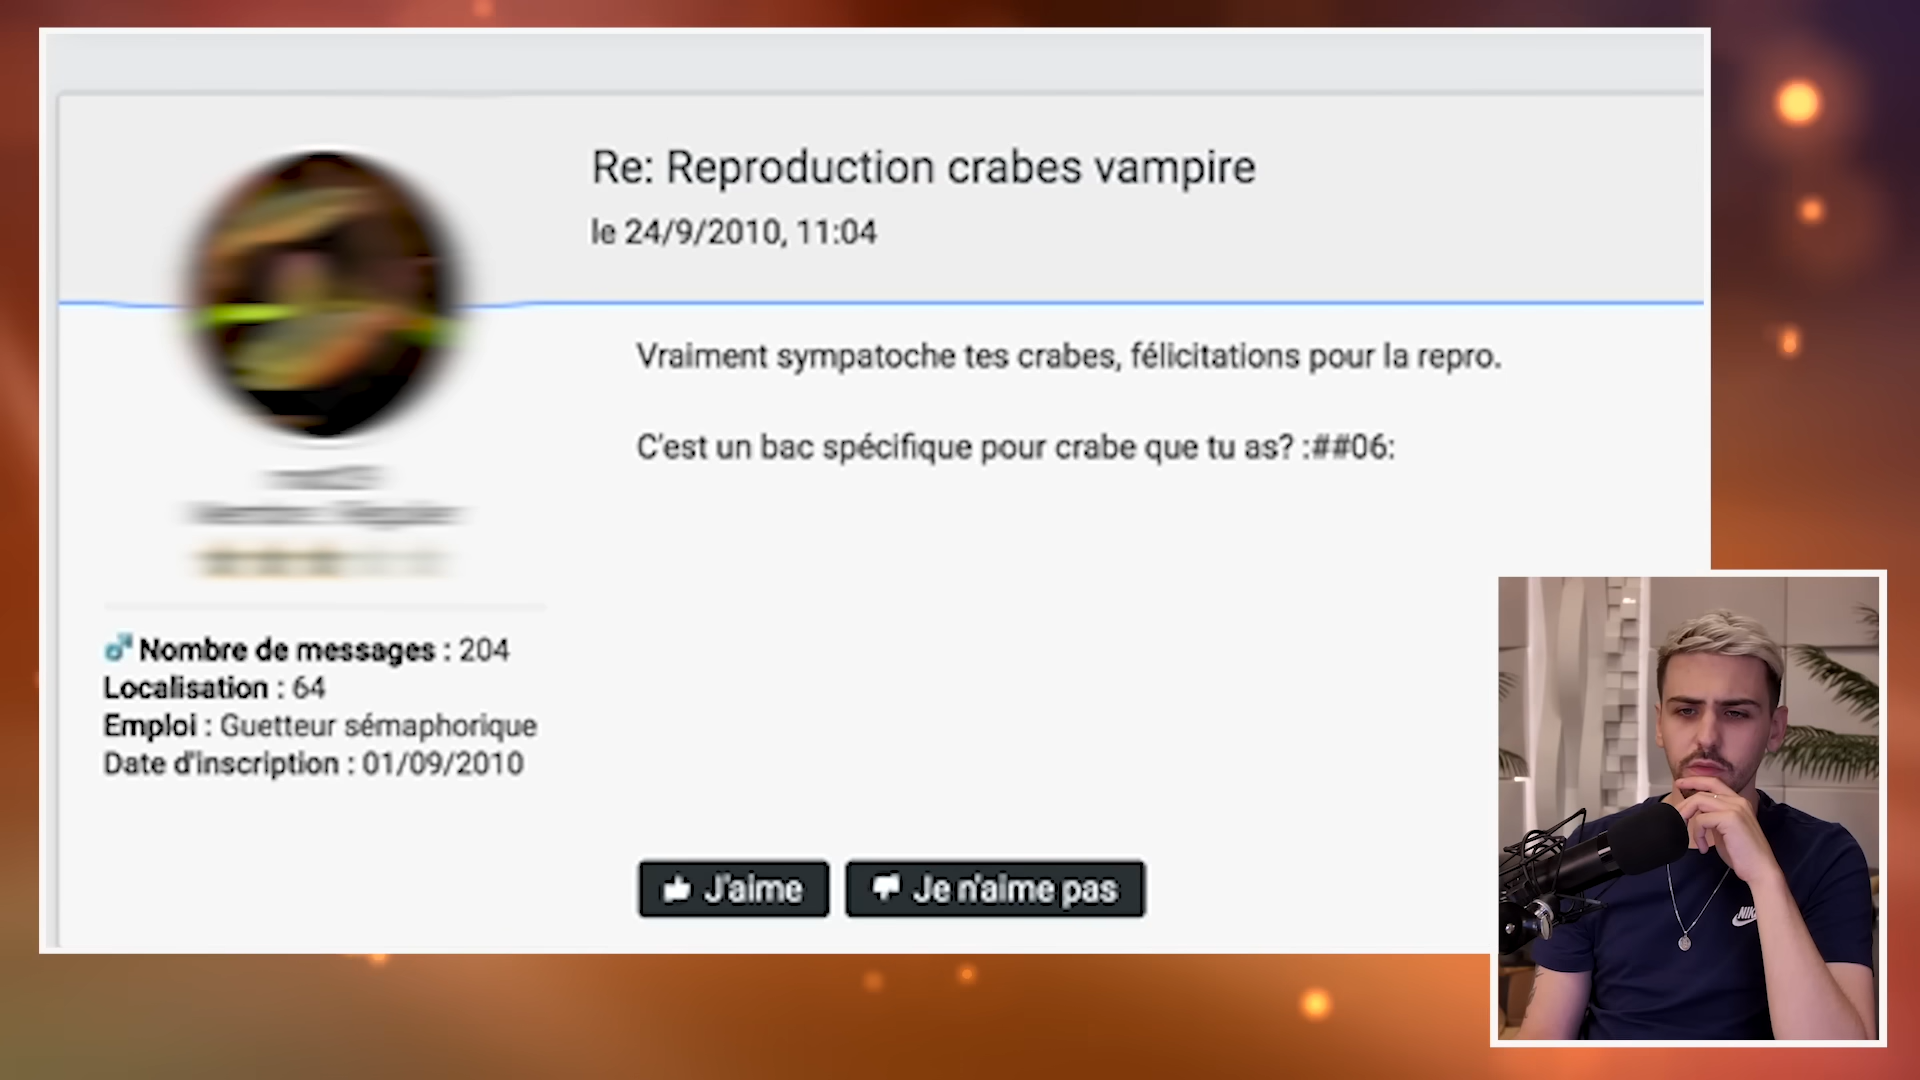 Re: Reproduction crabes vampire
le 24/9/2010, 11:04
Vraiment sympatoche tes crabes, félicitations pour la repro.
C'est un bac spécifique pour crabe que tu as? :##06:
Nombre de messages : 204
Localisation : 64
Emploi : Guetteur sémaphorique
Date d'inscription : 01/09/2010
J'aime
Je n'aime pas
NIKE